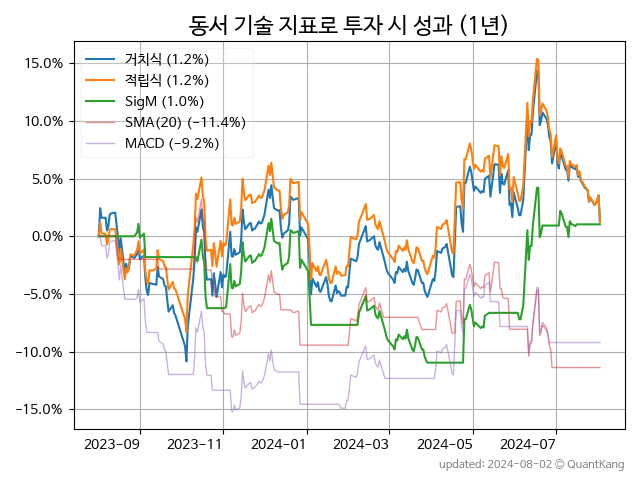 동서 기술 지표로 투자 시 성과 (1년)
거치식 (1.2%)
적립식 (1.2%)
SigM (1.0%)
SMA(20) (−11.4%)
MACD (−9.2%)
15.0%
10.0%
5.0%
0.0%
−5.0%
−10.0%
−15.0%
2023-09 2023-11 2024-01 2024-03 2024-05 2024-07
updated: 2024-08-02 © QuantKang